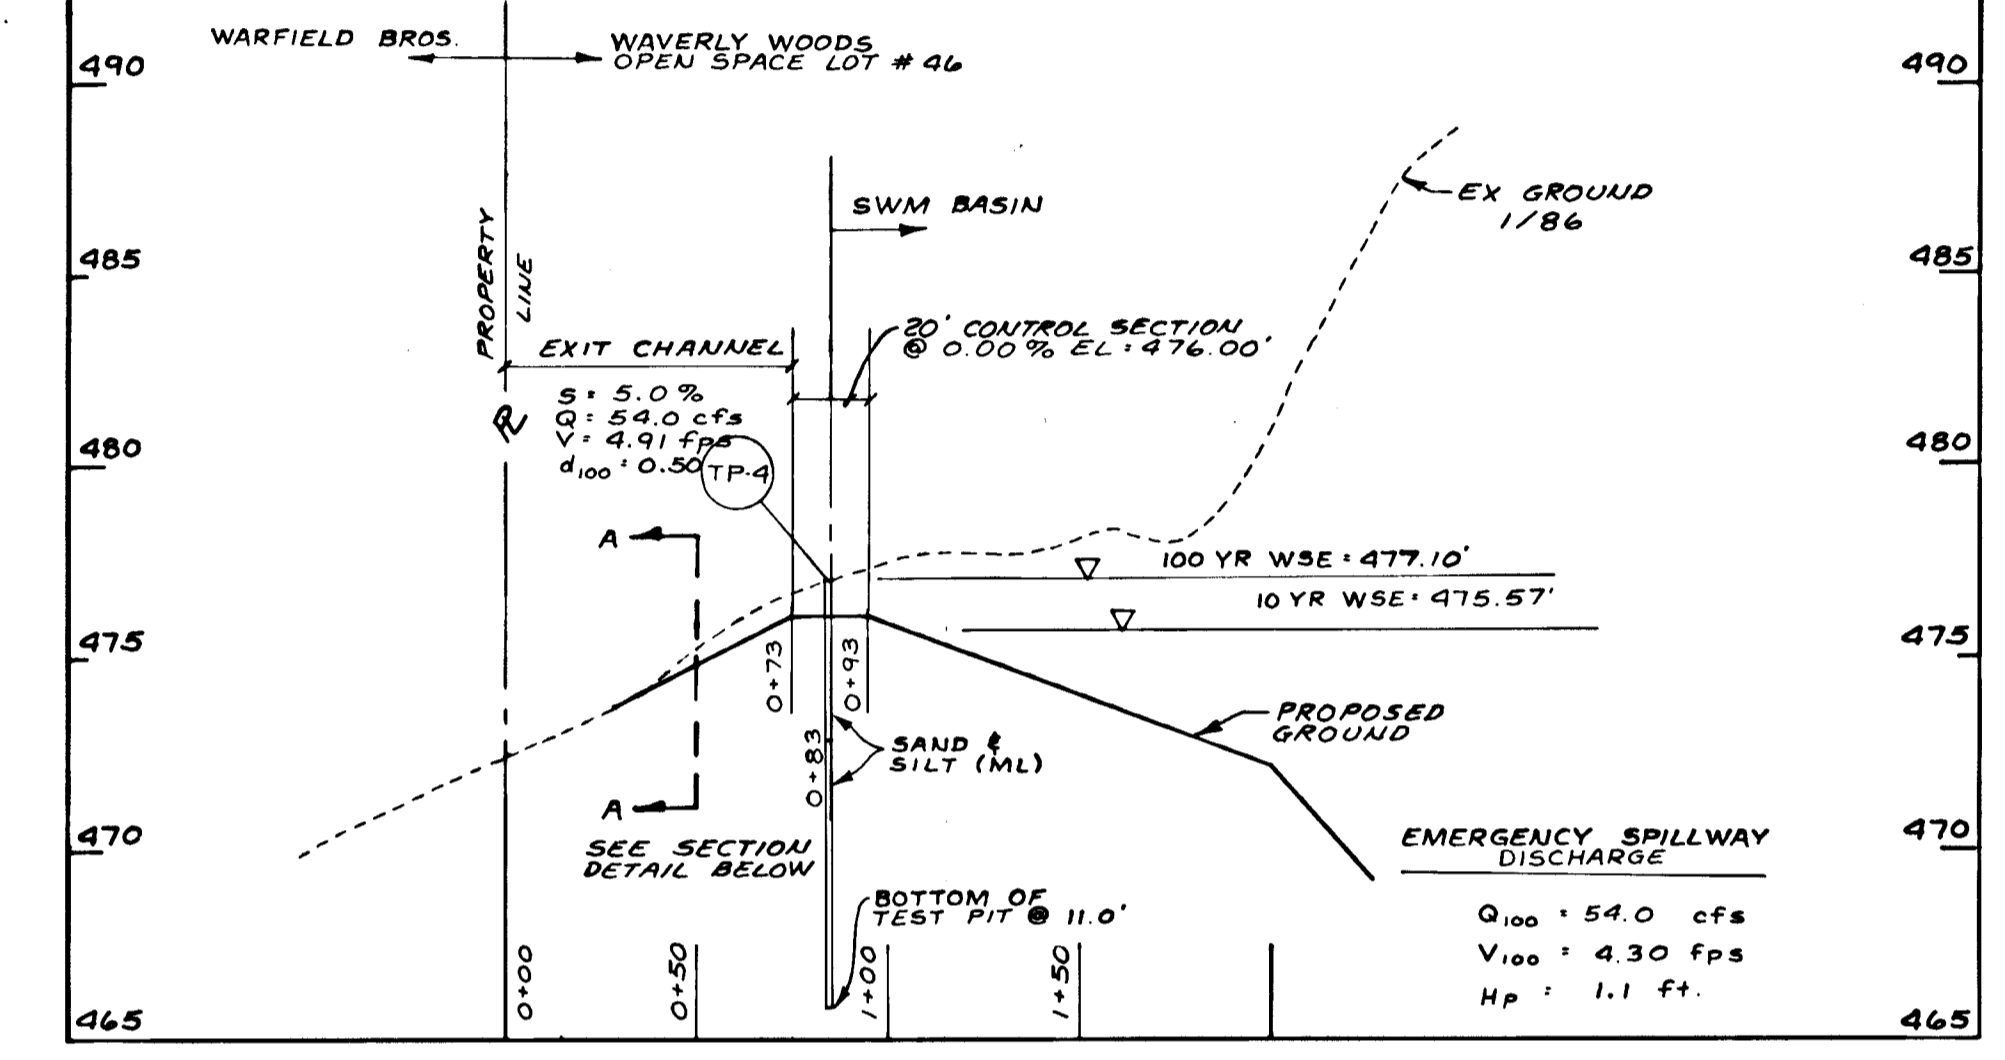 WARFIELD BROS.
WAVERLY WOODS
OPEN SPACE LOT # 46
490
490
SWM BASIN
EX GROUND
1/86
485
485
PROPERTY
LINE
20' CONTROL SECTION
@ 0.00% EL: 476.00'
EXIT CHANNEL
S: 5.0%
Q: 54.0 cfs
V: 4.91 fps
d100: 0.50
PL
TP-4
480
480
A
100 YR WSE: 477.10'
10 YR WSE: 475.57'
475
475
0+73
0+93
0+83
SAND &
SILT (ML)
PROPOSED
GROUND
A
SEE SECTION
DETAIL BELOW
470
470
EMERGENCY SPILLWAY
DISCHARGE
BOTTOM OF
TEST PIT @ 11.0'
Q100 : 54.0 cfs
V100 : 4.30 fps
HP : 1.1 ft.
0+00
0+50
1+00
1+50
465
465